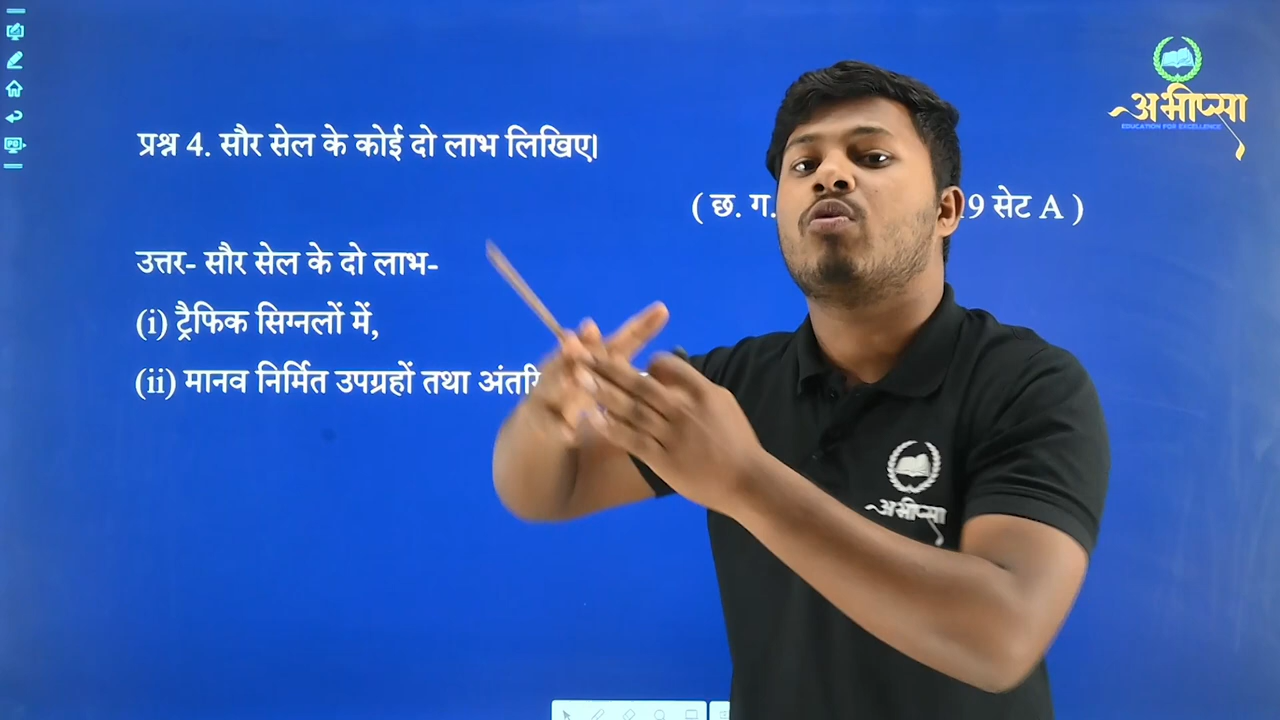 अभीप्सा
EDUCATION FOR EXCELLENCE
प्रश्न 4. सौर सेल के कोई दो लाभ लिखिए।
( छ. ग. 9 सेट A )
उत्तर- सौर सेल के दो लाभ-
(i) ट्रैफिक सिग्नलों में,
(ii) मानव निर्मित उपग्रहों तथा
अभीप्सा